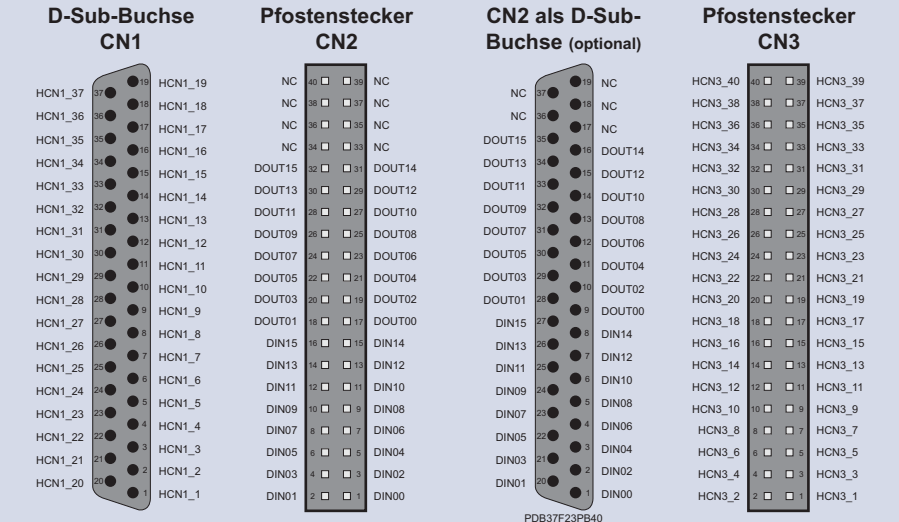 D-Sub-Buchse
CN1
HCN1_37 37 19 HCN1_19
HCN1_36 36 18 HCN1_18
HCN1_35 35 17 HCN1_17
HCN1_34 34 16 HCN1_16
HCN1_33 33 15 HCN1_15
HCN1_32 32 14 HCN1_14
HCN1_31 31 13 HCN1_13
HCN1_30 30 12 HCN1_12
HCN1_29 29 11 HCN1_11
HCN1_28 28 10 HCN1_10
HCN1_27 27 9 HCN1_9
HCN1_26 26 8 HCN1_8
HCN1_25 25 7 HCN1_7
HCN1_24 24 6 HCN1_6
HCN1_23 23 5 HCN1_5
HCN1_22 22 4 HCN1_4
HCN1_21 21 3 HCN1_3
HCN1_20 20 2 HCN1_2
1 HCN1_1
Pfostenstecker
CN2
NC 40 39 NC
NC 38 37 NC
NC 36 35 NC
NC 34 33 NC
DOUT15 32 31 DOUT14
DOUT13 30 29 DOUT12
DOUT11 28 27 DOUT10
DOUT09 26 25 DOUT08
DOUT07 24 23 DOUT06
DOUT05 22 21 DOUT04
DOUT03 20 19 DOUT02
DOUT01 18 17 DOUT00
DIN15 16 15 DIN14
DIN13 14 13 DIN12
DIN11 12 11 DIN10
DIN09 10 9 DIN08
DIN07 8 7 DIN06
DIN05 6 5 DIN04
DIN03 4 3 DIN02
DIN01 2 1 DIN00
CN2 als D-Sub-
Buchse (optional)
NC 37 19 NC
NC 36 18 NC
DOUT15 35 17 NC
DOUT13 34 16 DOUT14
DOUT11 33 15 DOUT12
DOUT09 32 14 DOUT10
DOUT07 31 13 DOUT08
DOUT05 30 12 DOUT06
DOUT03 29 11 DOUT04
DOUT01 28 10 DOUT02
DIN15 27 9 DOUT00
DIN13 26 8 DIN14
DIN11 25 7 DIN12
DIN09 24 6 DIN10
DIN07 23 5 DIN08
DIN05 22 4 DIN06
DIN03 21 3 DIN04
DIN01 20 2 DIN02
1 DIN00
PDB37F23PB40
Pfostenstecker
CN3
HCN3_40 40 39 HCN3_39
HCN3_38 38 37 HCN3_37
HCN3_36 36 35 HCN3_35
HCN3_34 34 33 HCN3_33
HCN3_32 32 31 HCN3_31
HCN3_30 30 29 HCN3_29
HCN3_28 28 27 HCN3_27
HCN3_26 26 25 HCN3_25
HCN3_24 24 23 HCN3_23
HCN3_22 22 21 HCN3_21
HCN3_20 20 19 HCN3_19
HCN3_18 18 17 HCN3_17
HCN3_16 16 15 HCN3_15
HCN3_14 14 13 HCN3_13
HCN3_12 12 11 HCN3_11
HCN3_10 10 9 HCN3_9
HCN3_8 8 7 HCN3_7
HCN3_6 6 5 HCN3_5
HCN3_4 4 3 HCN3_3
HCN3_2 2 1 HCN3_1